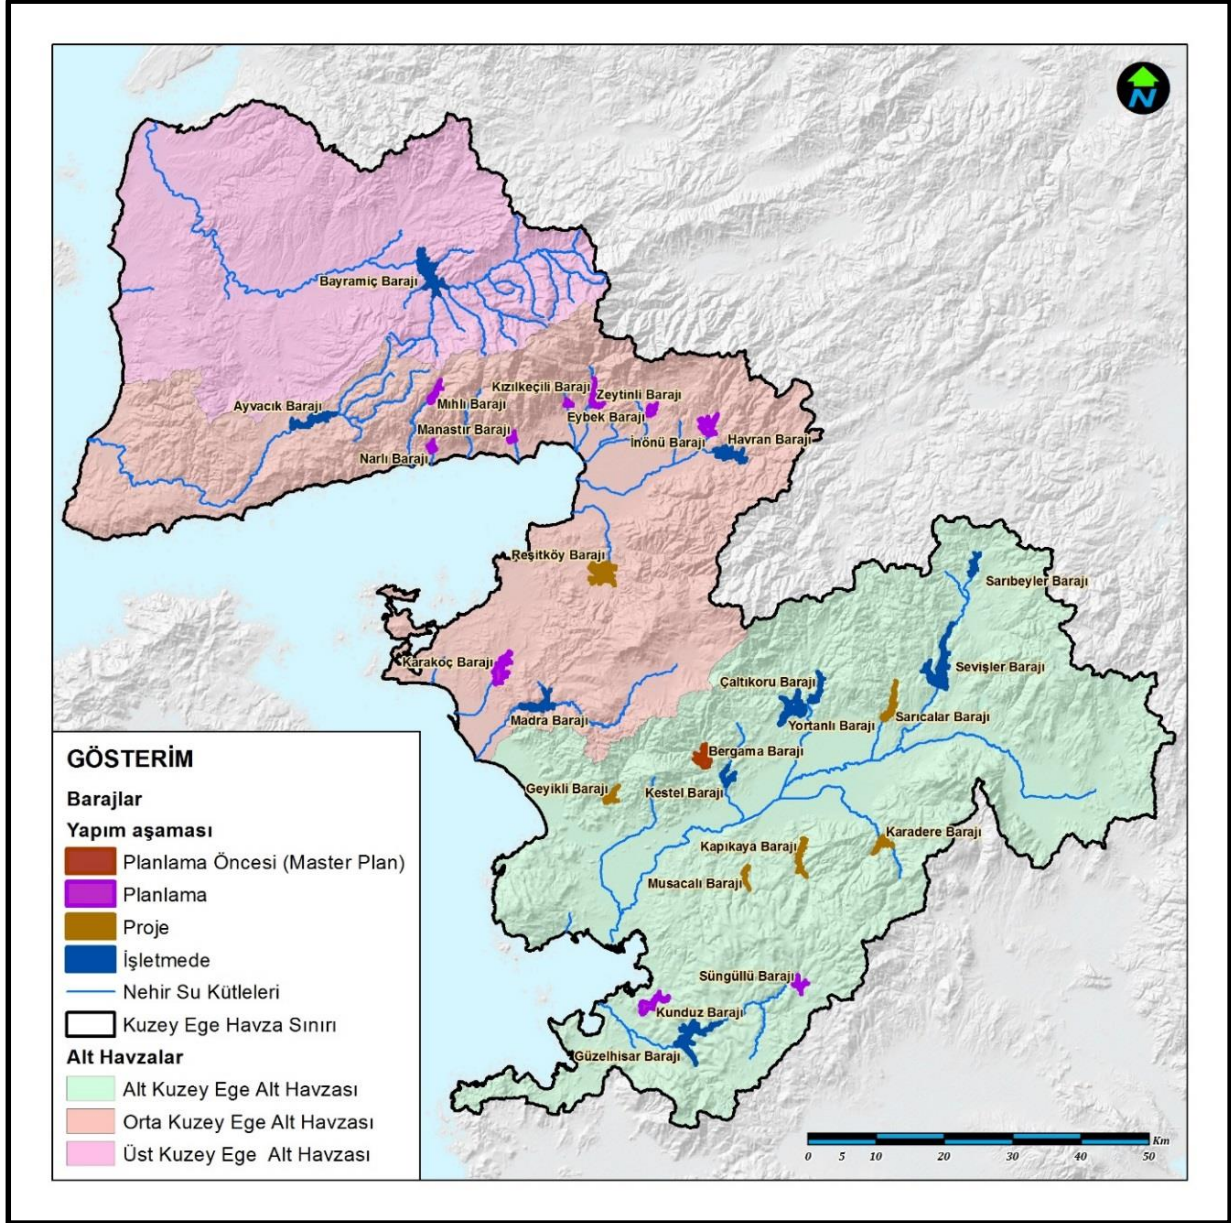 N
Bayramiç Barajı
Kızılkeçili Barajı
Zeytinli Barajı
Ayvacık Barajı
Mıhlı Barajı
Eybek Barajı
Manastır Barajı
İnönü Barajı
Havran Barajı
Narlı Barajı
Reşitköy Barajı
Sarıbeyler Barajı
Karakoç Barajı
Sevişler Barajı
Çaltıkoru Barajı
Madra Barajı
Yortanlı Barajı
Sarıcalar Barajı
Bergama Barajı
Geyikli Barajı
Kestel Barajı
Karadere Barajı
Kapıkaya Barajı
Musacalı Barajı
Süngüllü Barajı
Kunduz Barajı
Güzelhisar Barajı
GÖSTERİM
Barajlar
Yapım aşaması
Planlama Öncesi (Master Plan)
Planlama
Proje
İşletmede
Nehir Su Kütleleri
Kuzey Ege Havza Sınırı
Alt Havzalar
Alt Kuzey Ege Alt Havzası
Orta Kuzey Ege Alt Havzası
Üst Kuzey Ege Alt Havzası
Km
0 5 10 20 30 40 50